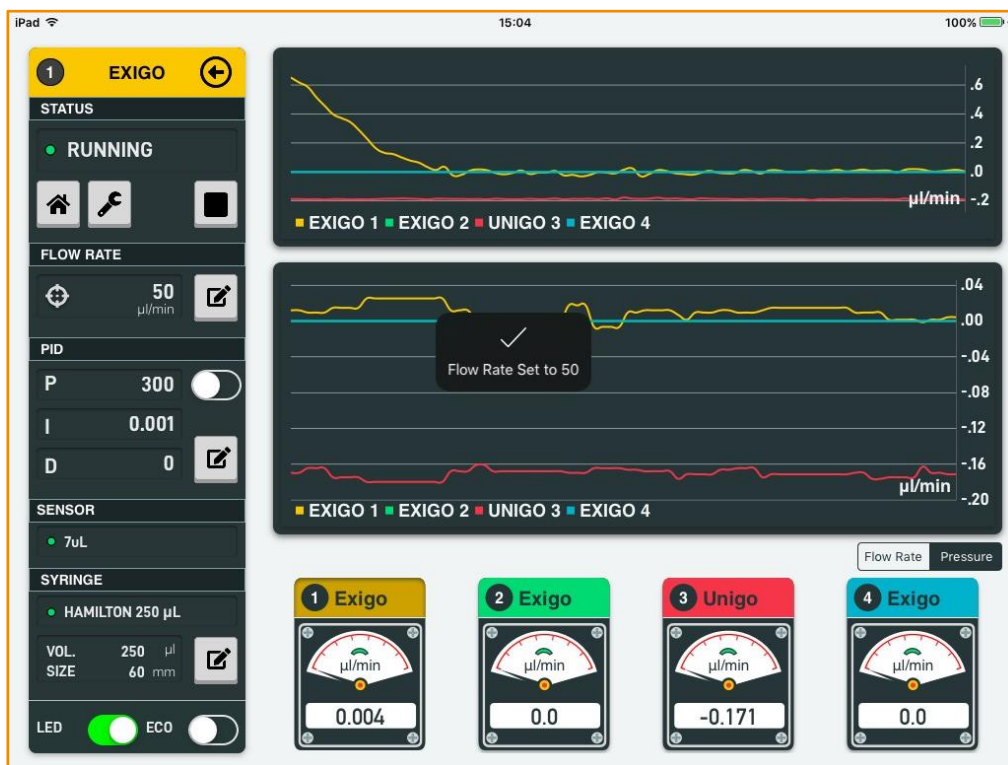 iPad
15:04
100%
1 EXIGO
STATUS
RUNNING
FLOW RATE
50
µl/min
PID
P 300
I 0.001
D 0
SENSOR
7uL
SYRINGE
HAMILTON 250 µL
VOL. 250 µl
SIZE 60 mm
LED ECO
.6
.4
.2
.0
µl/min -.2
EXIGO 1 EXIGO 2 UNIGO 3 EXIGO 4
.04
.00
Flow Rate Set to 50
-.04
-.08
-.12
-.16
µl/min
-.20
EXIGO 1 EXIGO 2 UNIGO 3 EXIGO 4
Flow Rate Pressure
1 Exigo
µl/min
0.004
2 Exigo
µl/min
0.0
3 Unigo
µl/min
-0.171
4 Exigo
µl/min
0.0